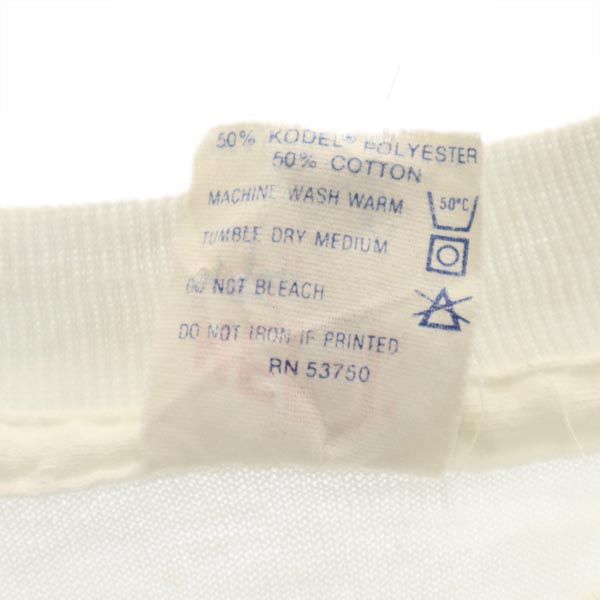 50% KODEL® POLYESTER
50% COTTON
MACHINE WASH WARM 50°C
TUMBLE DRY MEDIUM
DO NOT BLEACH
DO NOT IRON IF PRINTED
RN 53750